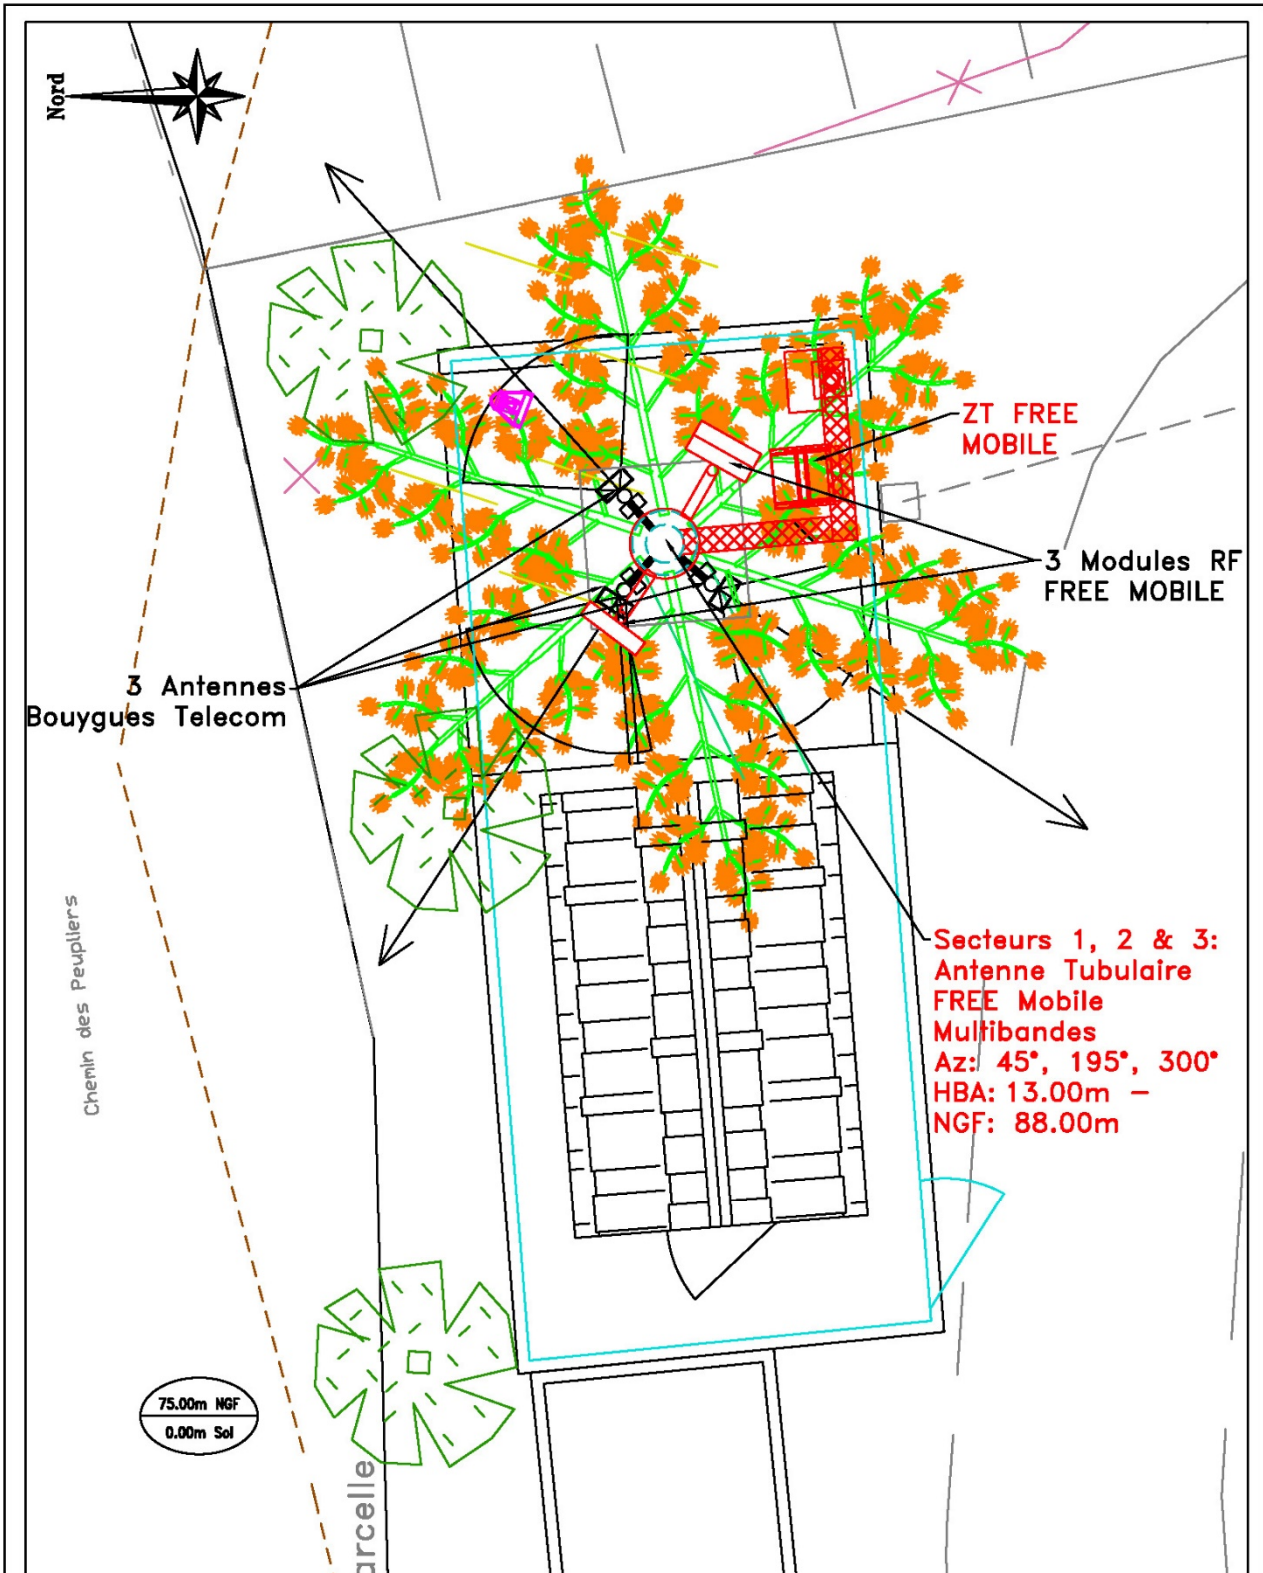 Nord
ZT FREE
MOBILE
3 Modules RF
FREE MOBILE
3 Antennes
Bouygues Telecom
Secteurs 1, 2 & 3:
Antenne Tubulaire
FREE Mobile
Multibandes
Az: 45°, 195°, 300°
HBA: 13.00m –
NGF: 88.00m
Chemin des Peupliers
75.00m NGF
0.00m Sol
arcelle